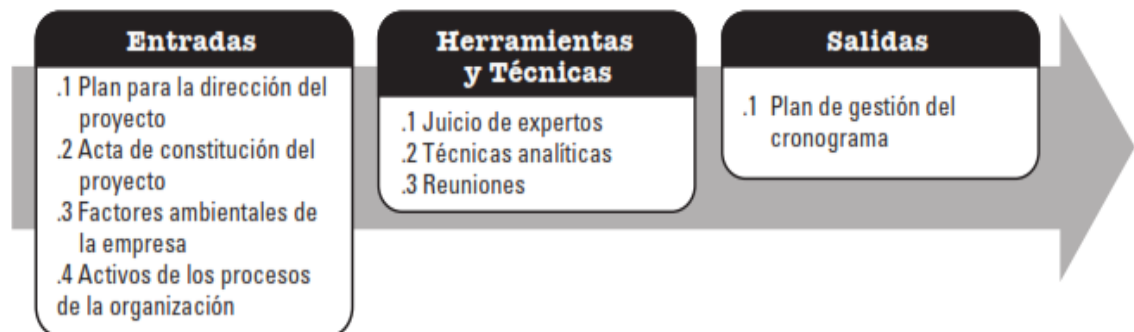 Entradas
.1 Plan para la dirección del
proyecto
.2 Acta de constitución del
proyecto
.3 Factores ambientales de
la empresa
.4 Activos de los procesos
de la organización
Herramientas
y Técnicas
.1 Juicio de expertos
.2 Técnicas analíticas
.3 Reuniones
Salidas
.1 Plan de gestión del
cronograma